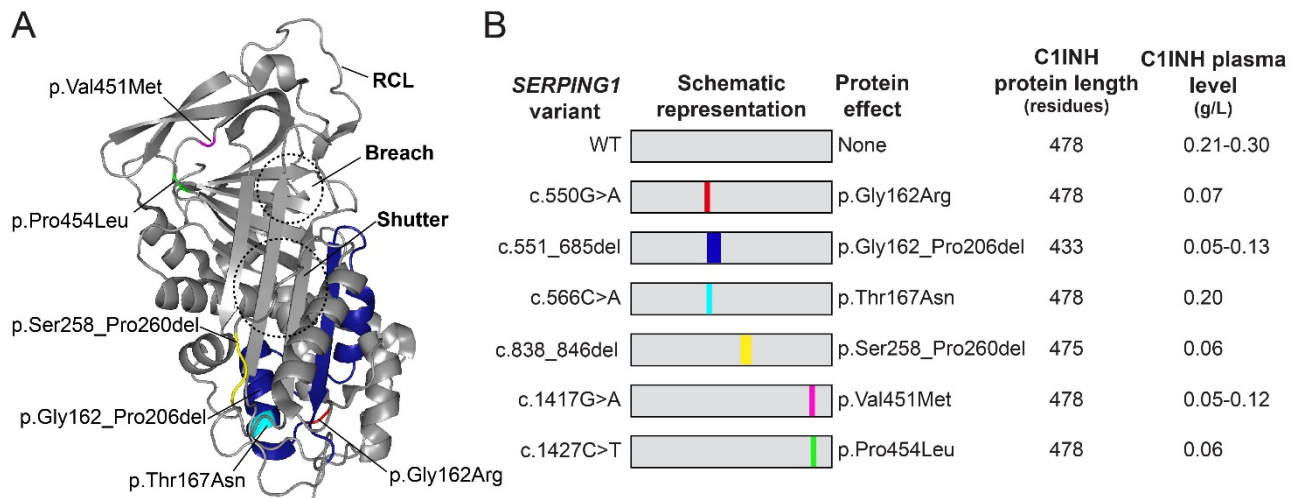 A
p.Val451Met
RCL
Breach
p.Pro454Leu
Shutter
p.Ser258_Pro260del
p.Gly162_Pro206del
p.Thr167Asn
p.Gly162Arg
B
SERPING1 variant Schematic representation Protein effect C1INH protein length (residues) C1INH plasma level (g/L)
WT None 478 0.21-0.30
c.550G>A p.Gly162Arg 478 0.07
c.551_685del p.Gly162_Pro206del 433 0.05-0.13
c.566C>A p.Thr167Asn 478 0.20
c.838_846del p.Ser258_Pro260del 475 0.06
c.1417G>A p.Val451Met 478 0.05-0.12
c.1427C>T p.Pro454Leu 478 0.06